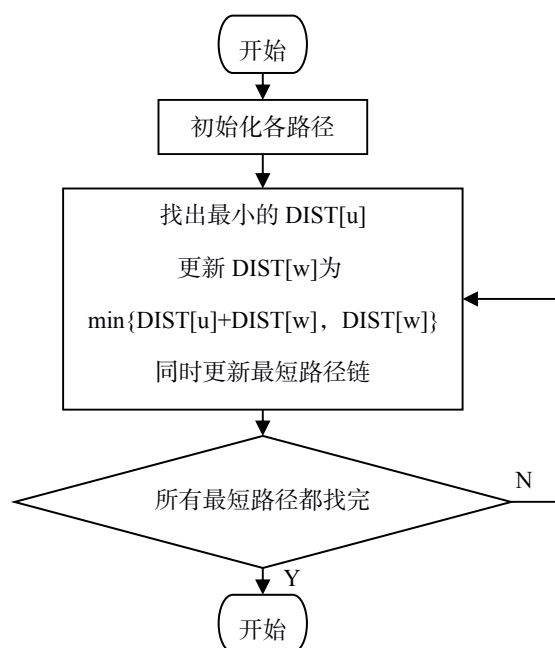 开始
初始化各路径
找出最小的 DIST[u]
更新 DIST[w]为
min{DIST[u]+DIST[w]，DIST[w]}
同时更新最短路径链
所有最短路径都找完
N
Y
开始